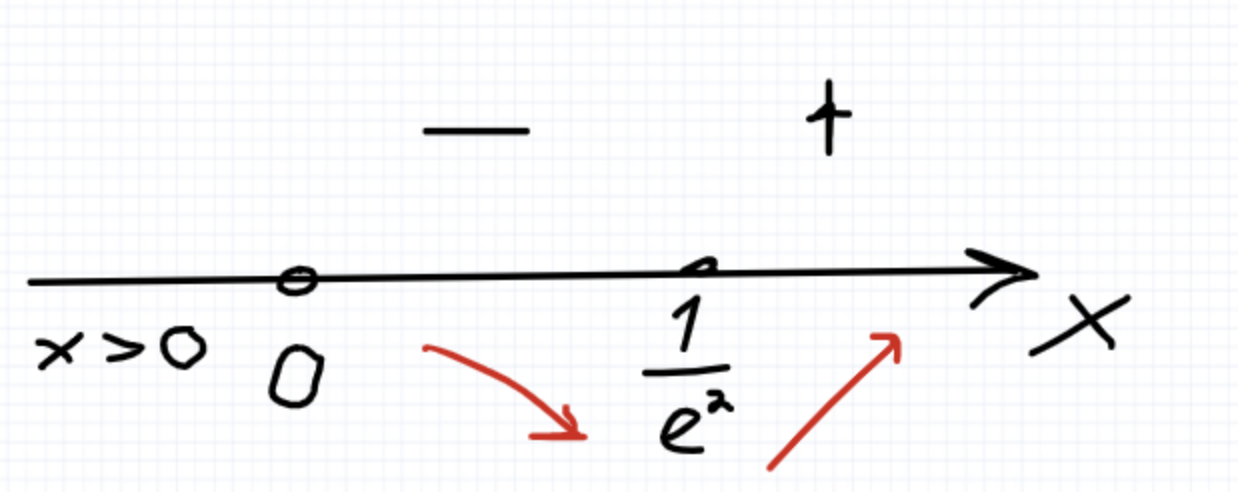 — +
x > 0 0 1/e² x